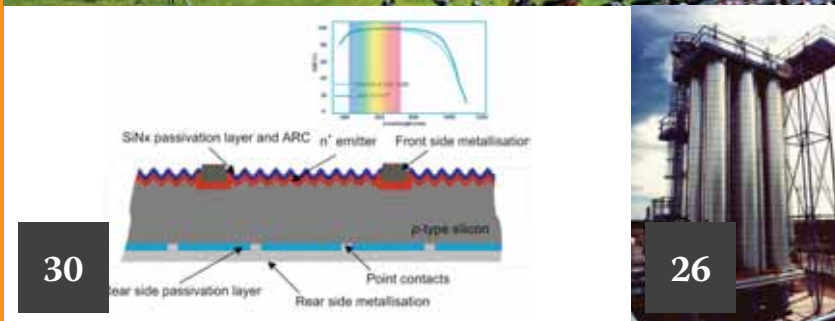 SiNx passivation layer and ARC
n⁺ emitter
Front side metallisation
p-type silicon
30
ear side passivation layer
Point contacts
Rear side metallisation
26